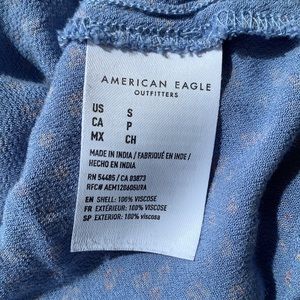 AMERICAN EAGLE
OUTFITTERS
US S
CA P
MX CH
MADE IN INDIA / FABRIQUÉ EN INDE /
HECHO EN INDIA
RN 54485 / CA 03873
RFC# AEM120605U9A
EN SHELL: 100% VISCOSE
FR EXTÉRIEUR: 100% VISCOSE
SP EXTERIOR: 100% viscosa